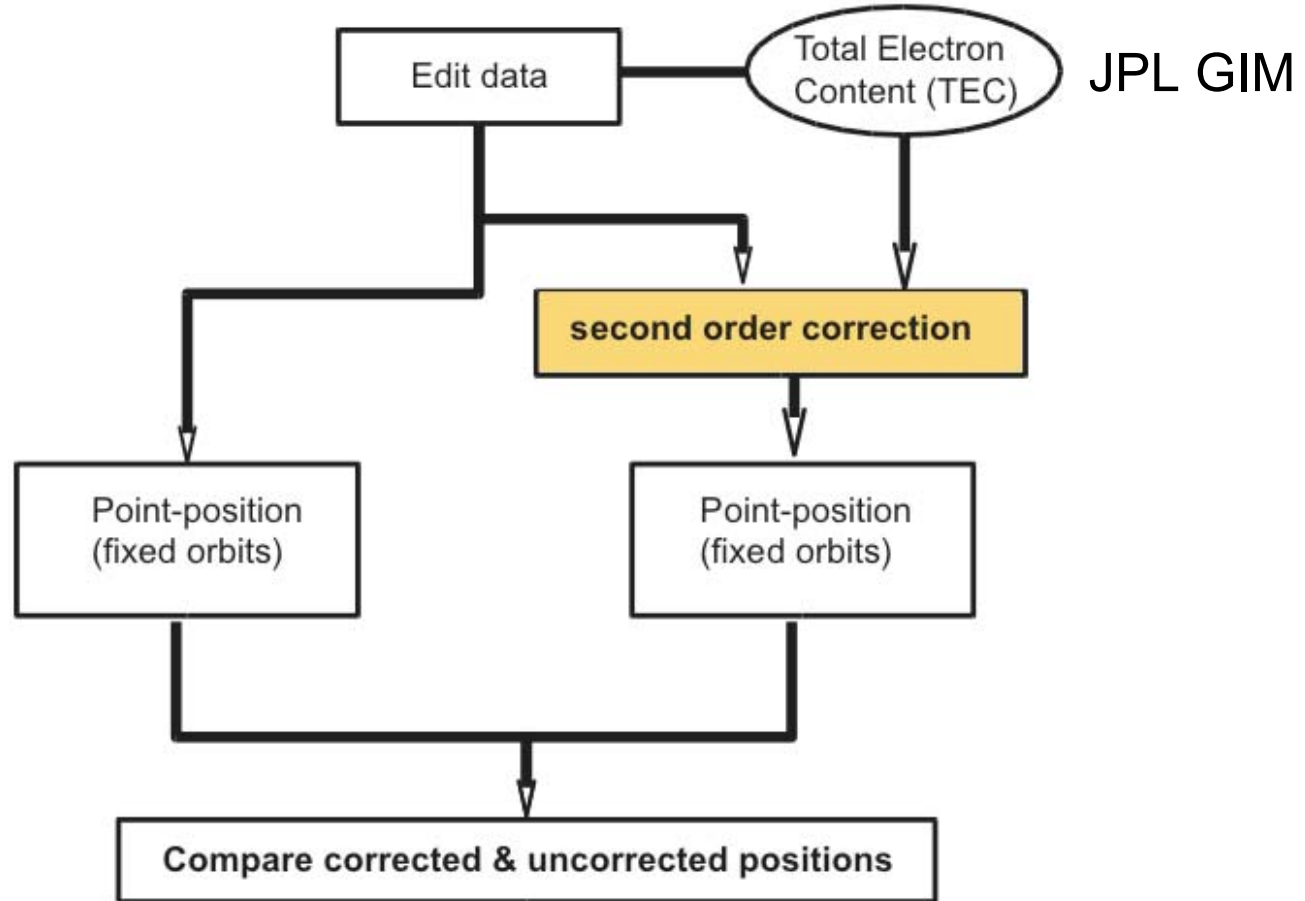 Edit data
Total Electron
Content (TEC)
JPL GIM
second order correction
Point-position
(fixed orbits)
Point-position
(fixed orbits)
Compare corrected & uncorrected positions